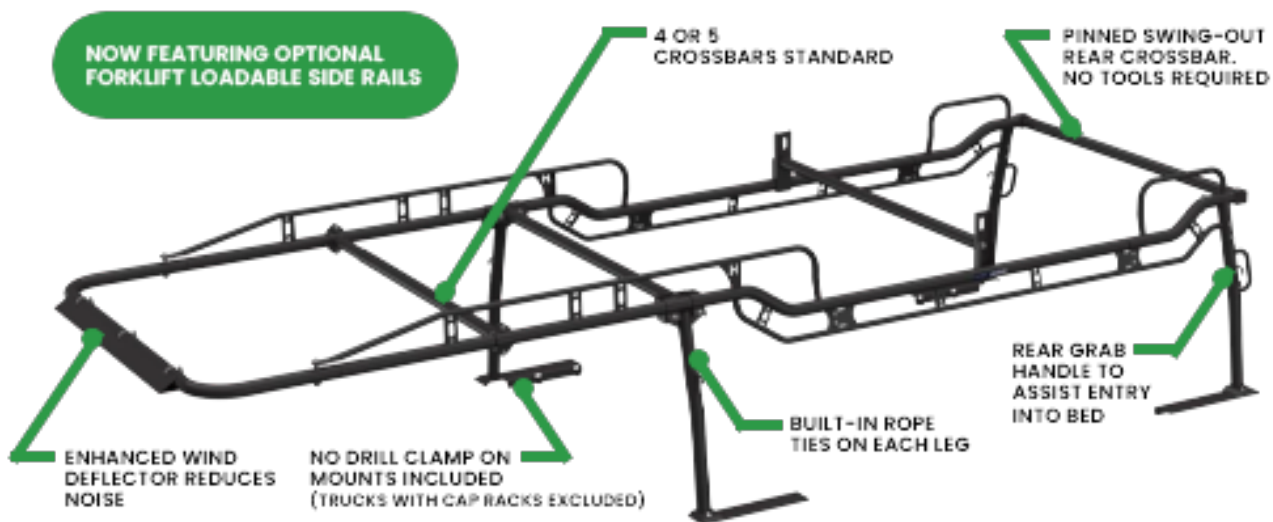 NOW FEATURING OPTIONAL
FORKLIFT LOADABLE SIDE RAILS
4 OR 5
CROSSBARS STANDARD
PINNED SWING-OUT
REAR CROSSBAR.
NO TOOLS REQUIRED
REAR GRAB
HANDLE TO
ASSIST ENTRY
INTO BED
BUILT-IN ROPE
TIES ON EACH LEG
ENHANCED WIND
DEFLECTOR REDUCES
NOISE
NO DRILL CLAMP ON
MOUNTS INCLUDED
(TRUCKS WITH CAP RACKS EXCLUDED)